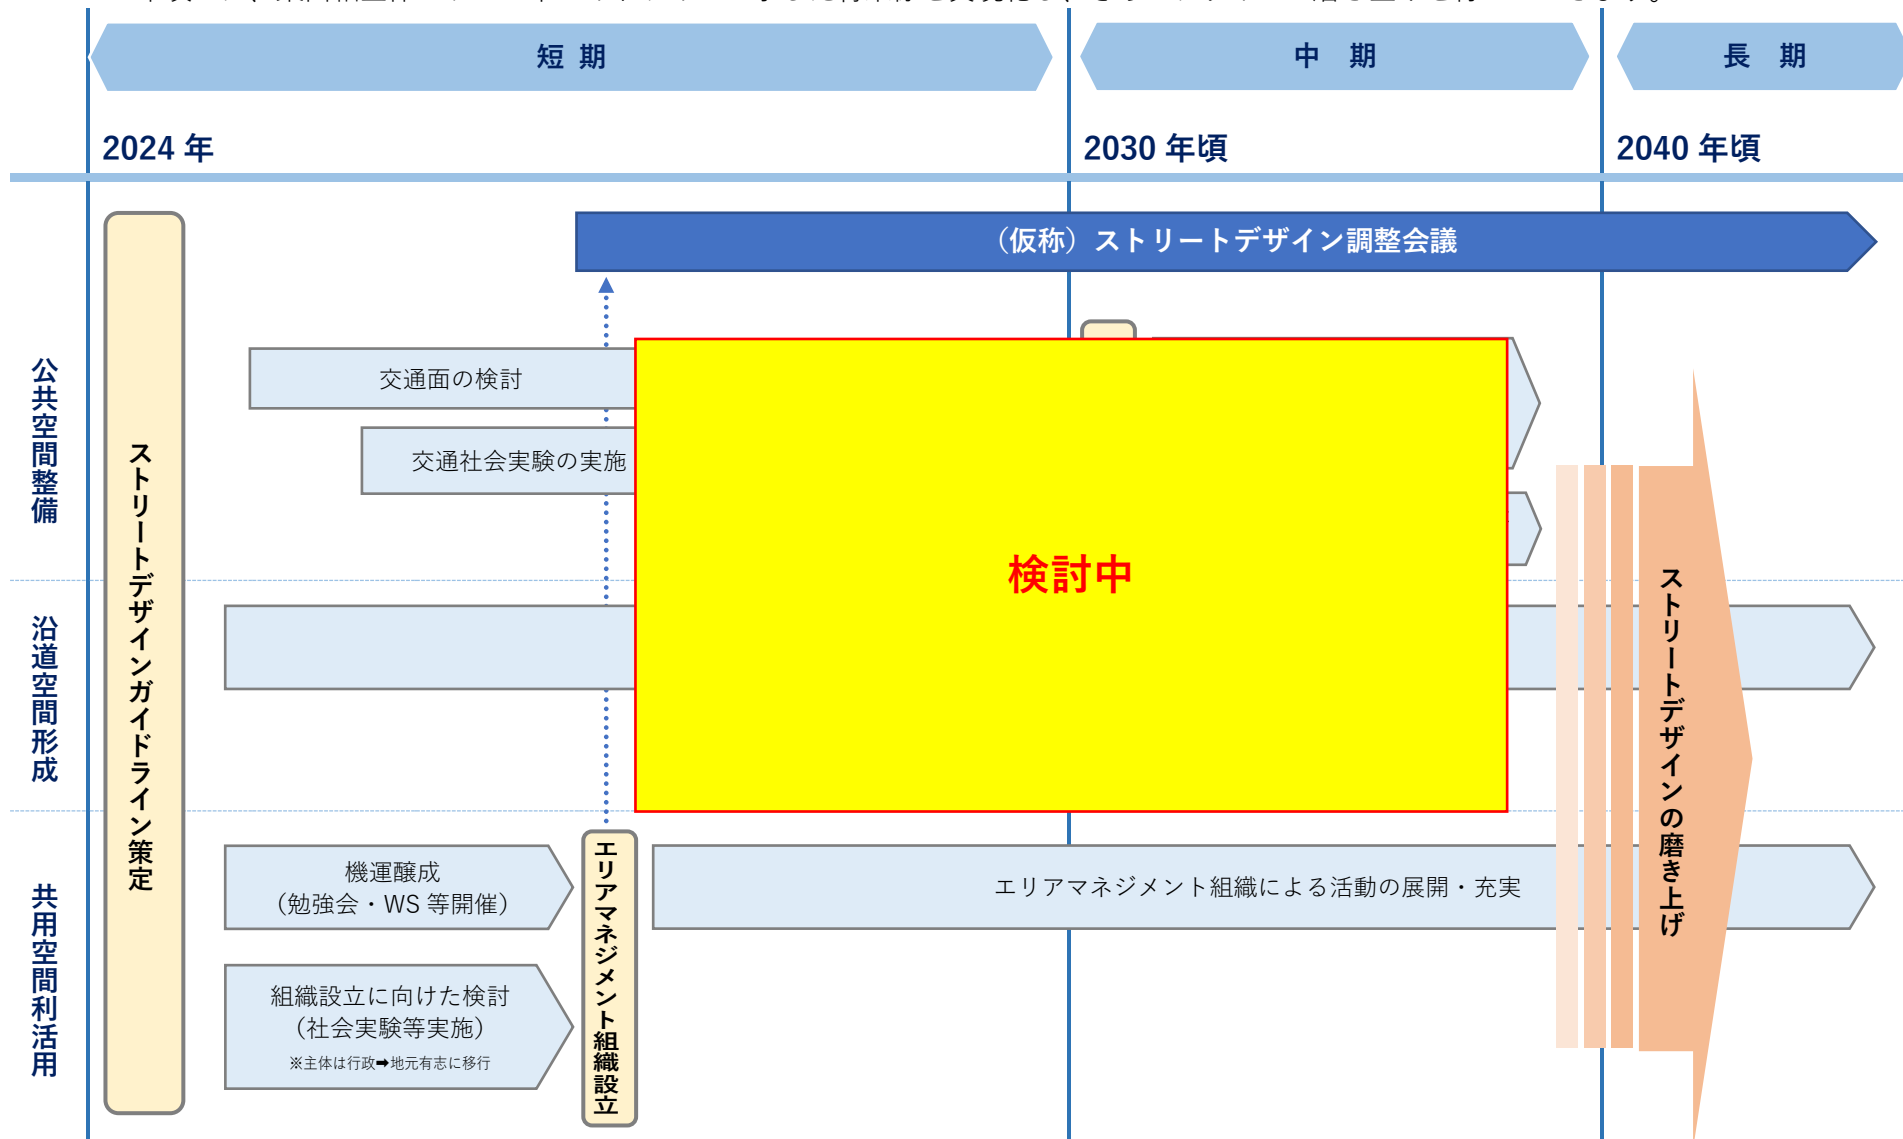 短 期
中 期
長 期
2024 年
2030 年頃
2040 年頃
（仮称）ストリートデザイン調整会議
公共空間整備
沿道空間形成
共用空間利活用
ストリートデザインガイドライン策定
交通面の検討
交通社会実験の実施
検討中
機運醸成
（勉強会・WS 等開催）
組織設立に向けた検討
（社会実験等実施）
※主体は行政➡地元有志に移行
エリアマネジメント組織設立
エリアマネジメント組織による活動の展開・充実
ストリートデザインの磨き上げ